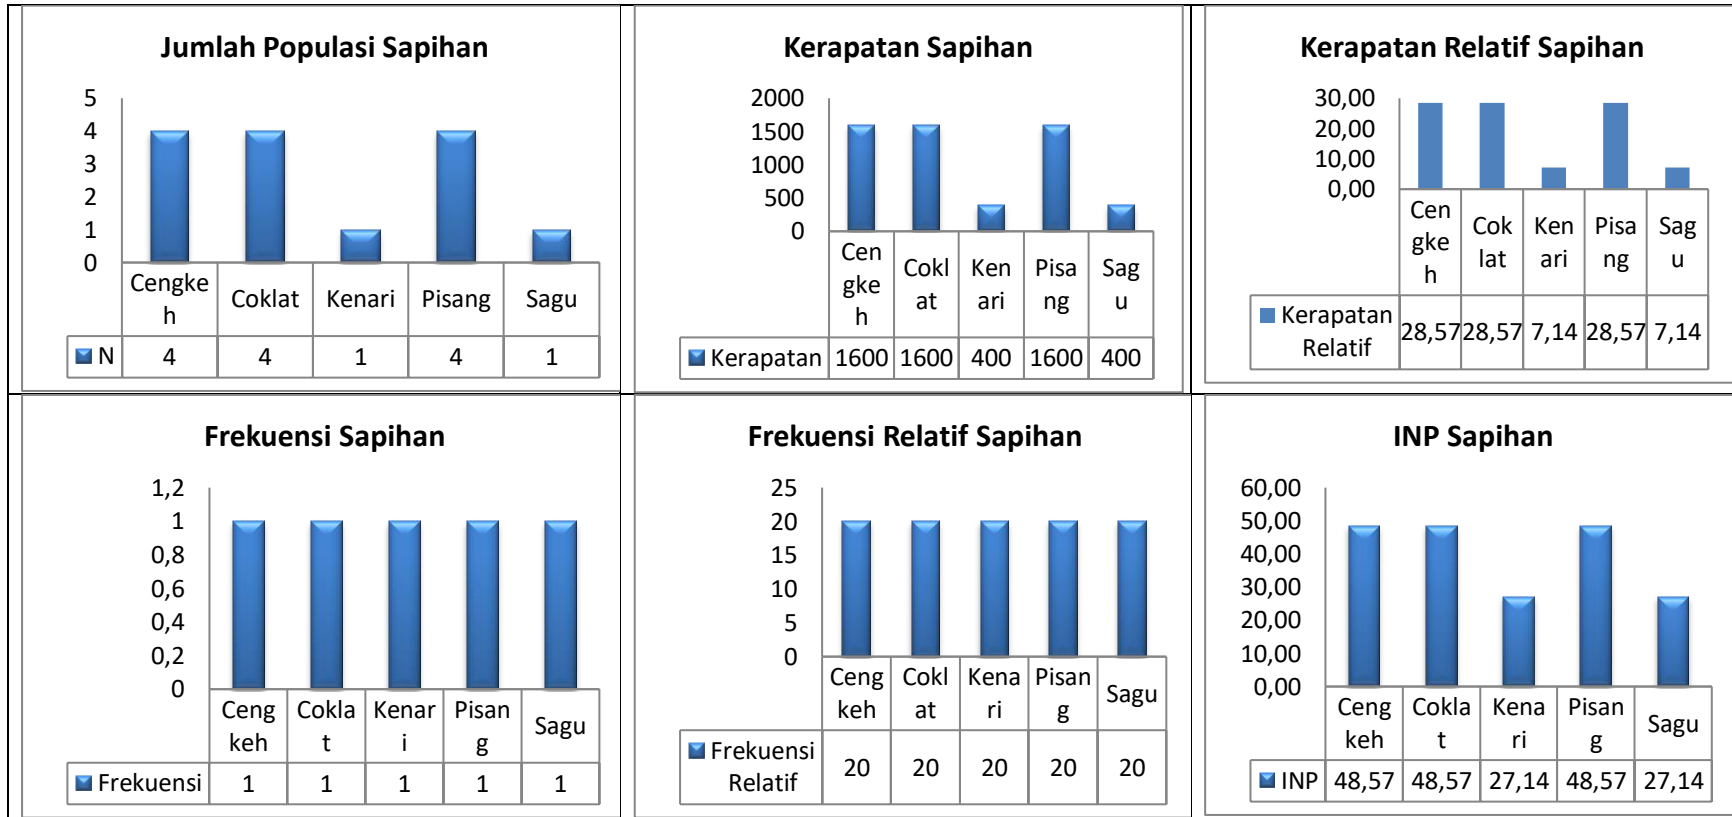 Jumlah Populasi Sapihan
5
4
3
2
1
0
Cengke
h
Coklat
Kenari
Pisang
Sagu
N 4 4 1 4 1
Kerapatan Sapihan
2000
1500
1000
500
0
Cen
gke
h
Cokl
at
Ken
ari
Pisa
ng
Sag
u
Kerapatan 1600 1600 400 1600 400
Kerapatan Relatif Sapihan
30,00
20,00
10,00
0,00
Cen
gke
h
Cok
lat
Ken
ari
Pisa
ng
Sag
u
Kerapatan
Relatif
28,57 28,57 7,14 28,57 7,14
Frekuensi Sapihan
1,2
1
0,8
0,6
0,4
0,2
0
Ceng
keh
Cokla
t
Kenar
i
Pisan
g
Sagu
Frekuensi 1 1 1 1 1
Frekuensi Relatif Sapihan
25
20
15
10
5
0
Ceng
keh
Cokl
at
Kena
ri
Pisan
g
Sagu
Frekuensi
Relatif
20 20 20 20 20
INP Sapihan
60,00
50,00
40,00
30,00
20,00
10,00
0,00
Ceng
keh
Cokla
t
Kena
ri
Pisan
g
Sagu
INP 48,57 48,57 27,14 48,57 27,14